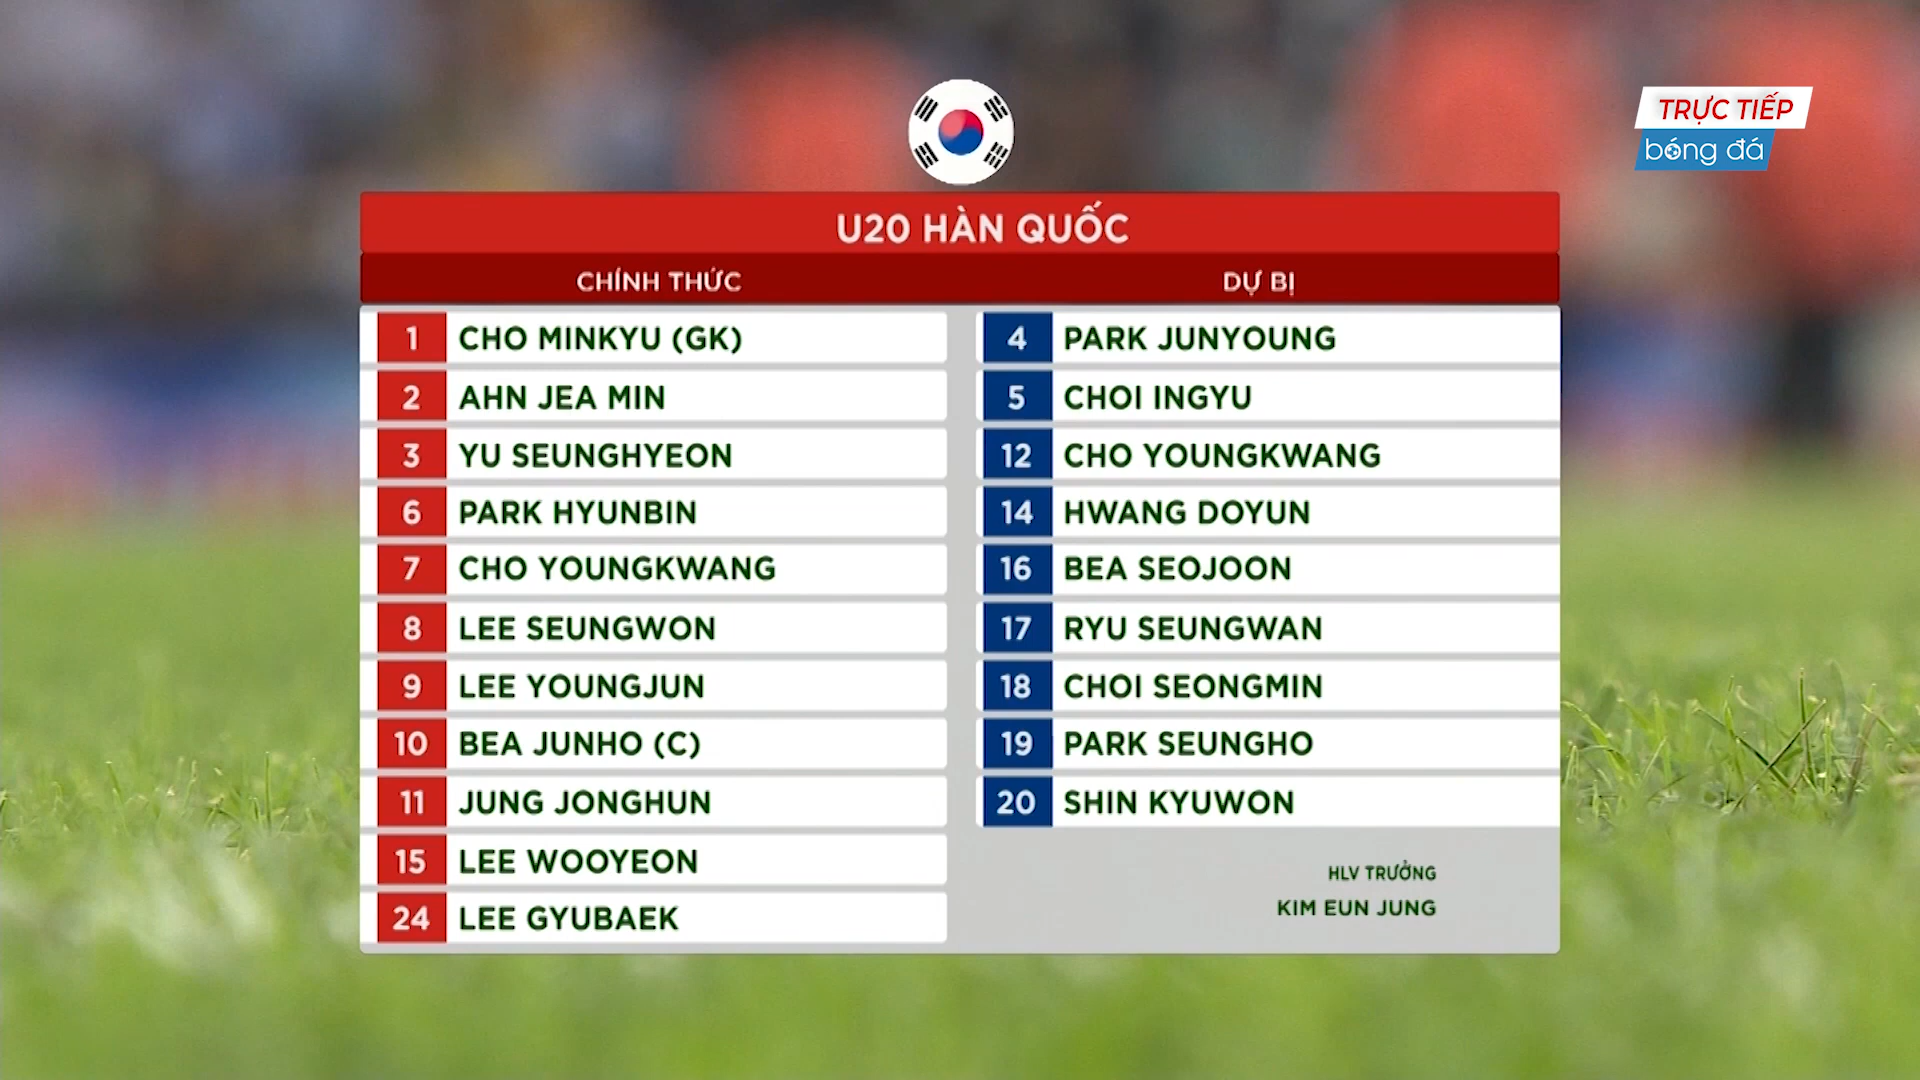 TRỰC TIẾP
bóng đá
U20 HÀN QUỐC
CHÍNH THỨC
1 CHO MINKYU (GK)
2 AHN JEA MIN
3 YU SEUNGHYEON
6 PARK HYUNBIN
7 CHO YOUNGKWANG
8 LEE SEUNGWON
9 LEE YOUNGJUN
10 BEA JUNHO (C)
11 JUNG JONGHUN
15 LEE WOOYEON
24 LEE GYUBAEK
DỰ BỊ
4 PARK JUNYOUNG
5 CHOI INGYU
12 CHO YOUNGKWANG
14 HWANG DOYUN
16 BEA SEOJOON
17 RYU SEUNGWAN
18 CHOI SEONGMIN
19 PARK SEUNGHO
20 SHIN KYUWON
HLV TRƯỞNG
KIM EUN JUNG